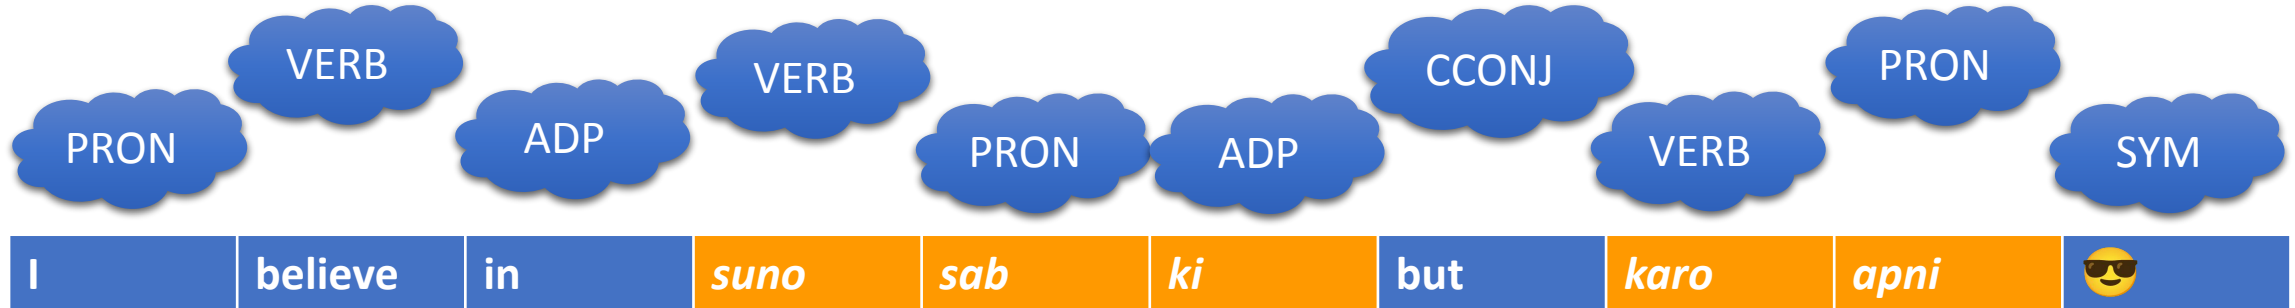 PRON VERB ADP VERB PRON ADP CCONJ VERB PRON SYM
I believe in suno sab ki but karo apni 😎